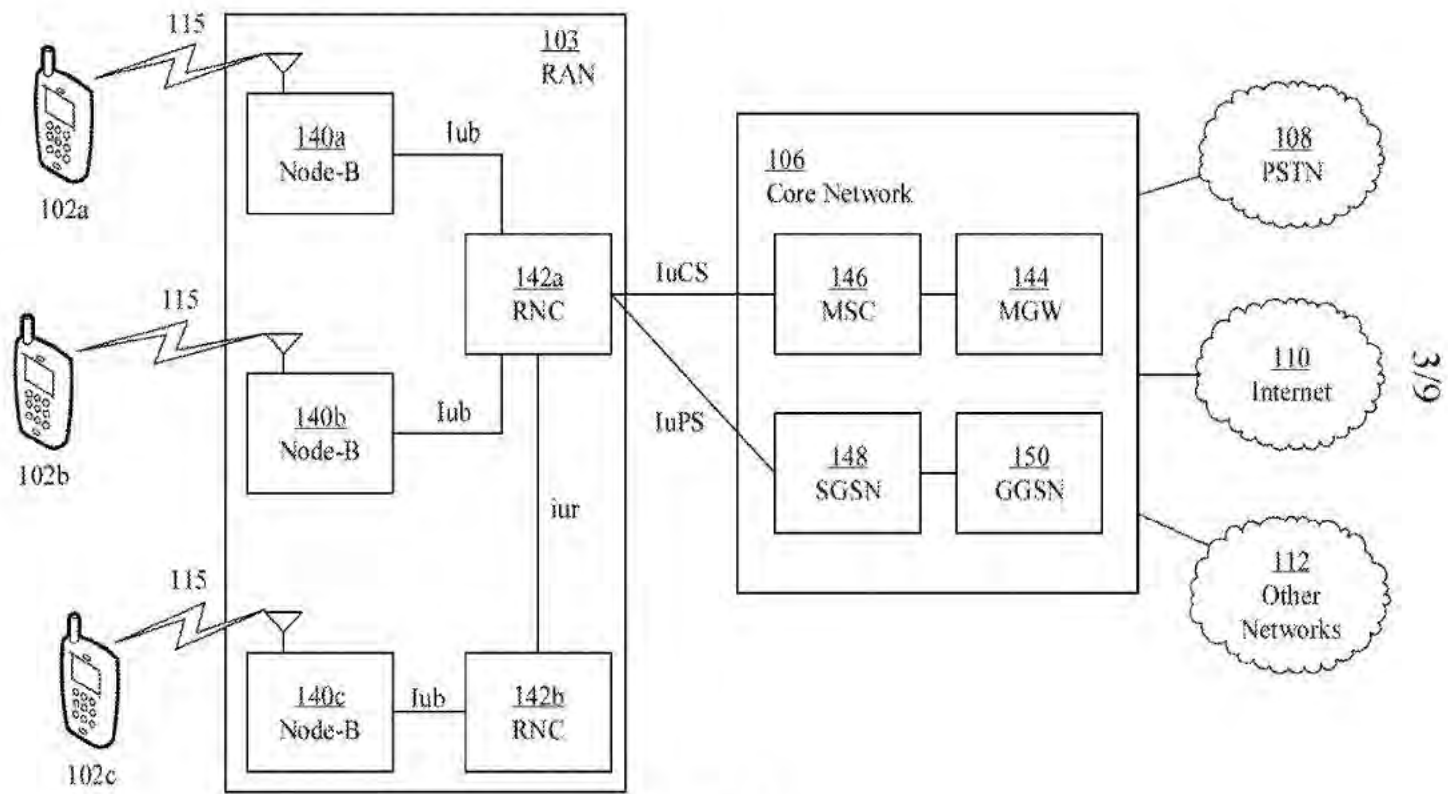 115
103
RAN
102a
140a
Node-B
Iub
106
Core Network
108
PSTN
142a
RNC
IuCS
146
MSC
144
MGW
115
102b
140b
Node-B
Iub
IuPS
148
SGSN
150
GGSN
110
Internet
3/9
iur
115
102c
140c
Node-B
Iub
142b
RNC
112
Other
Networks